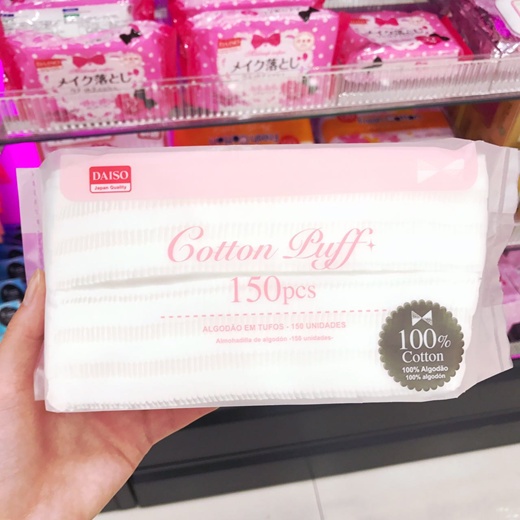 メイク落とし
メイク落とし
DAISO
Japan Quality
Cotton Puff
150pcs
ALGODÃO EM TUFOS - 150 UNIDADES
Almohadilla de algodón -150 unidades-
100%
Cotton
100% Algodão
100% algodón